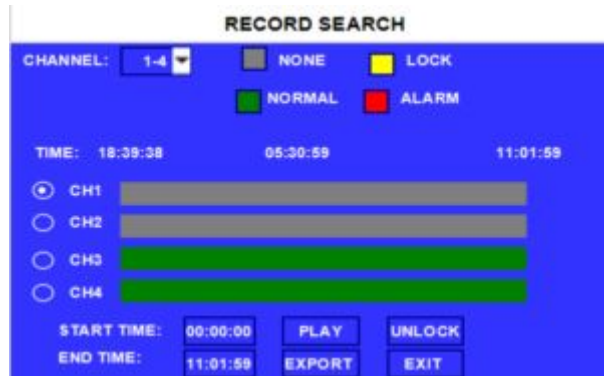 RECORD SEARCH
CHANNEL: 1-4 NONE LOCK
NORMAL ALARM
TIME: 18:39:38 05:30:59 11:01:59
CH1
CH2
CH3
CH4
START TIME: 00:00:00 PLAY UNLOCK
END TIME: 11:01:59 EXPORT EXIT